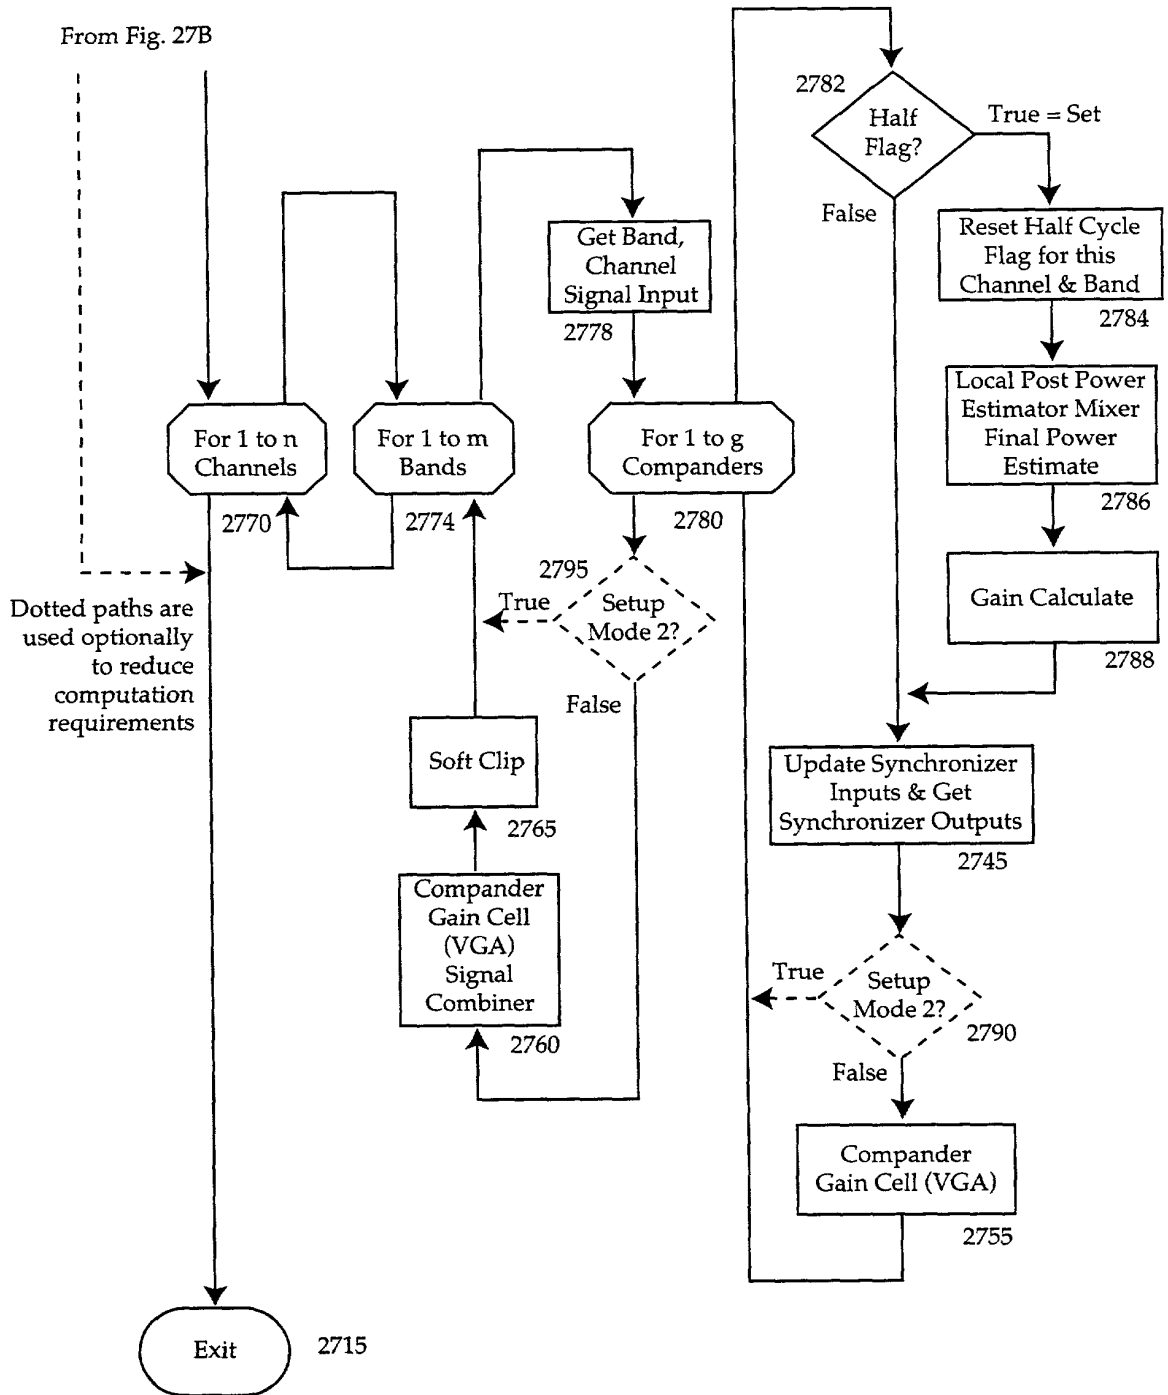 From Fig. 27B
2782
Half
Flag?
True = Set
False
Reset Half Cycle
Flag for this
Channel & Band
2784
Get Band,
Channel
Signal Input
2778
Local Post Power
Estimator Mixer
Final Power
Estimate
2786
For 1 to n
Channels
2770
For 1 to m
Bands
2774
For 1 to g
Companders
2780
2795
True
Setup
Mode 2?
False
Gain Calculate
2788
Dotted paths are
used optionally
to reduce
computation
requirements
Soft Clip
2765
Update Synchronizer
Inputs & Get
Synchronizer Outputs
2745
Compander
Gain Cell
(VGA)
Signal
Combiner
2760
True
Setup
Mode 2?
2790
False
Compander
Gain Cell (VGA)
2755
Exit
2715